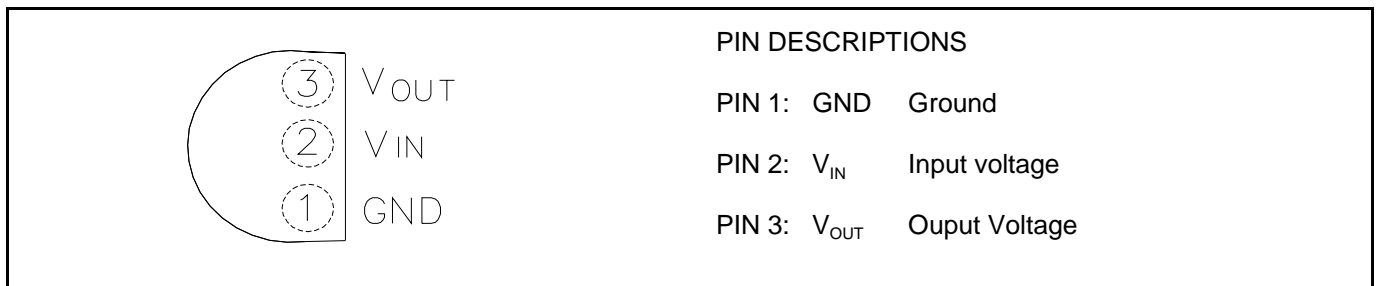 3 VOUT
2 VIN
1 GND
PIN DESCRIPTIONS
PIN 1: GND Ground
PIN 2: VIN Input voltage
PIN 3: VOUT Ouput Voltage